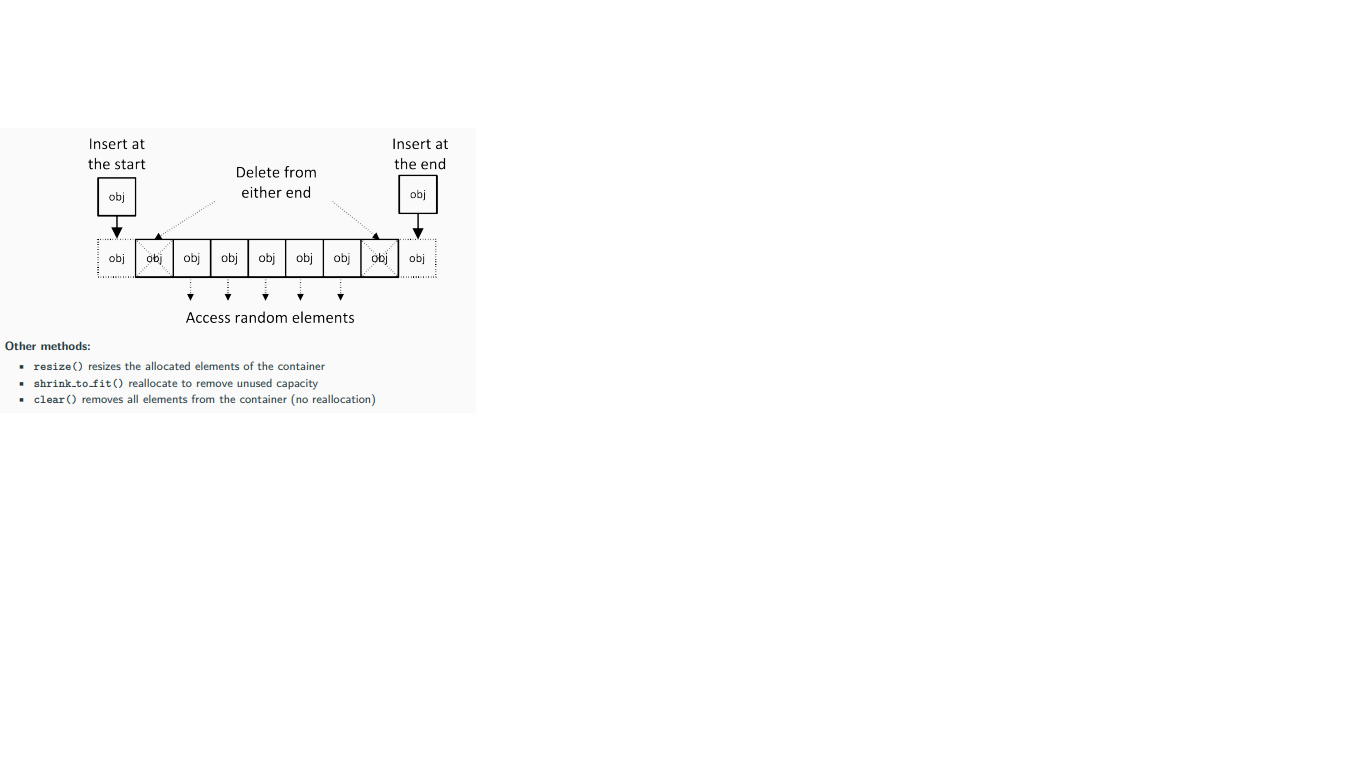 Insert at
the start
Insert at
the end
Delete from
either end
obj
obj
obj obj obj obj obj obj obj obj obj
Access random elements
Other methods:
▪ resize() resizes the allocated elements of the container
▪ shrink_to_fit() reallocate to remove unused capacity
▪ clear() removes all elements from the container (no reallocation)